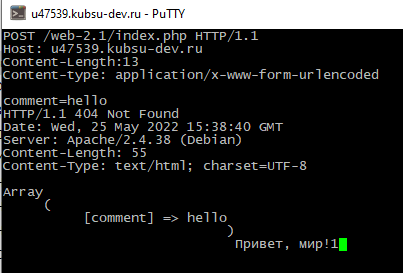 u47539.kubsu-dev.ru - PuTTY
POST /web-2.1/index.php HTTP/1.1
Host: u47539.kubsu-dev.ru
Content-Length:13
Content-type: application/x-www-form-urlencoded
comment=hello
HTTP/1.1 404 Not Found
Date: Wed, 25 May 2022 15:38:40 GMT
Server: Apache/2.4.38 (Debian)
Content-Length: 55
Content-Type: text/html; charset=UTF-8
Array
(
[comment] => hello
)
Привет, мир!1